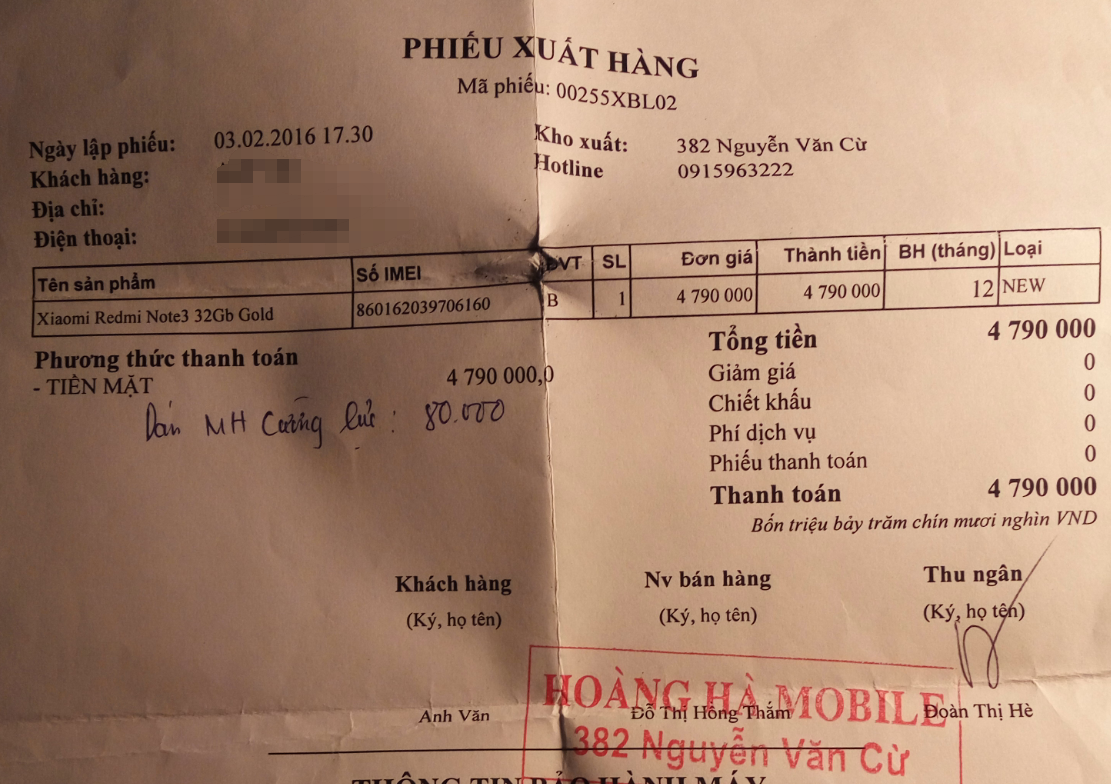 PHIẾU XUẤT HÀNG
Mã phiếu: 00255XBL02
Ngày lập phiếu: 03.02.2016 17.30
Kho xuất: 382 Nguyễn Văn Cừ
Khách hàng:
Hotline 0915963222
Địa chỉ:
Điện thoại:
Tên sản phẩm Số IMEI ĐVT SL Đơn giá Thành tiền BH (tháng) Loại
Xiaomi Redmi Note3 32Gb Gold 860162039706160 B 1 4 790 000 4 790 000 12 NEW
Phương thức thanh toán
- TIỀN MẶT 4 790 000,0
Dán MH Cường lực : 80.000
Tổng tiền 4 790 000
Giảm giá 0
Chiết khấu 0
Phí dịch vụ 0
Phiếu thanh toán 0
Thanh toán 4 790 000
Bốn triệu bảy trăm chín mươi nghìn VND
Khách hàng Nv bán hàng Thu ngân
(Ký, họ tên) (Ký, họ tên) (Ký, họ tên)
HOÀNG HÀ MOBILE
Anh Văn Đỗ Thị Hồng Thắm Đoàn Thị Hè
382 Nguyễn Văn Cừ
THÔNG TIN BẢO HÀNH MÁY